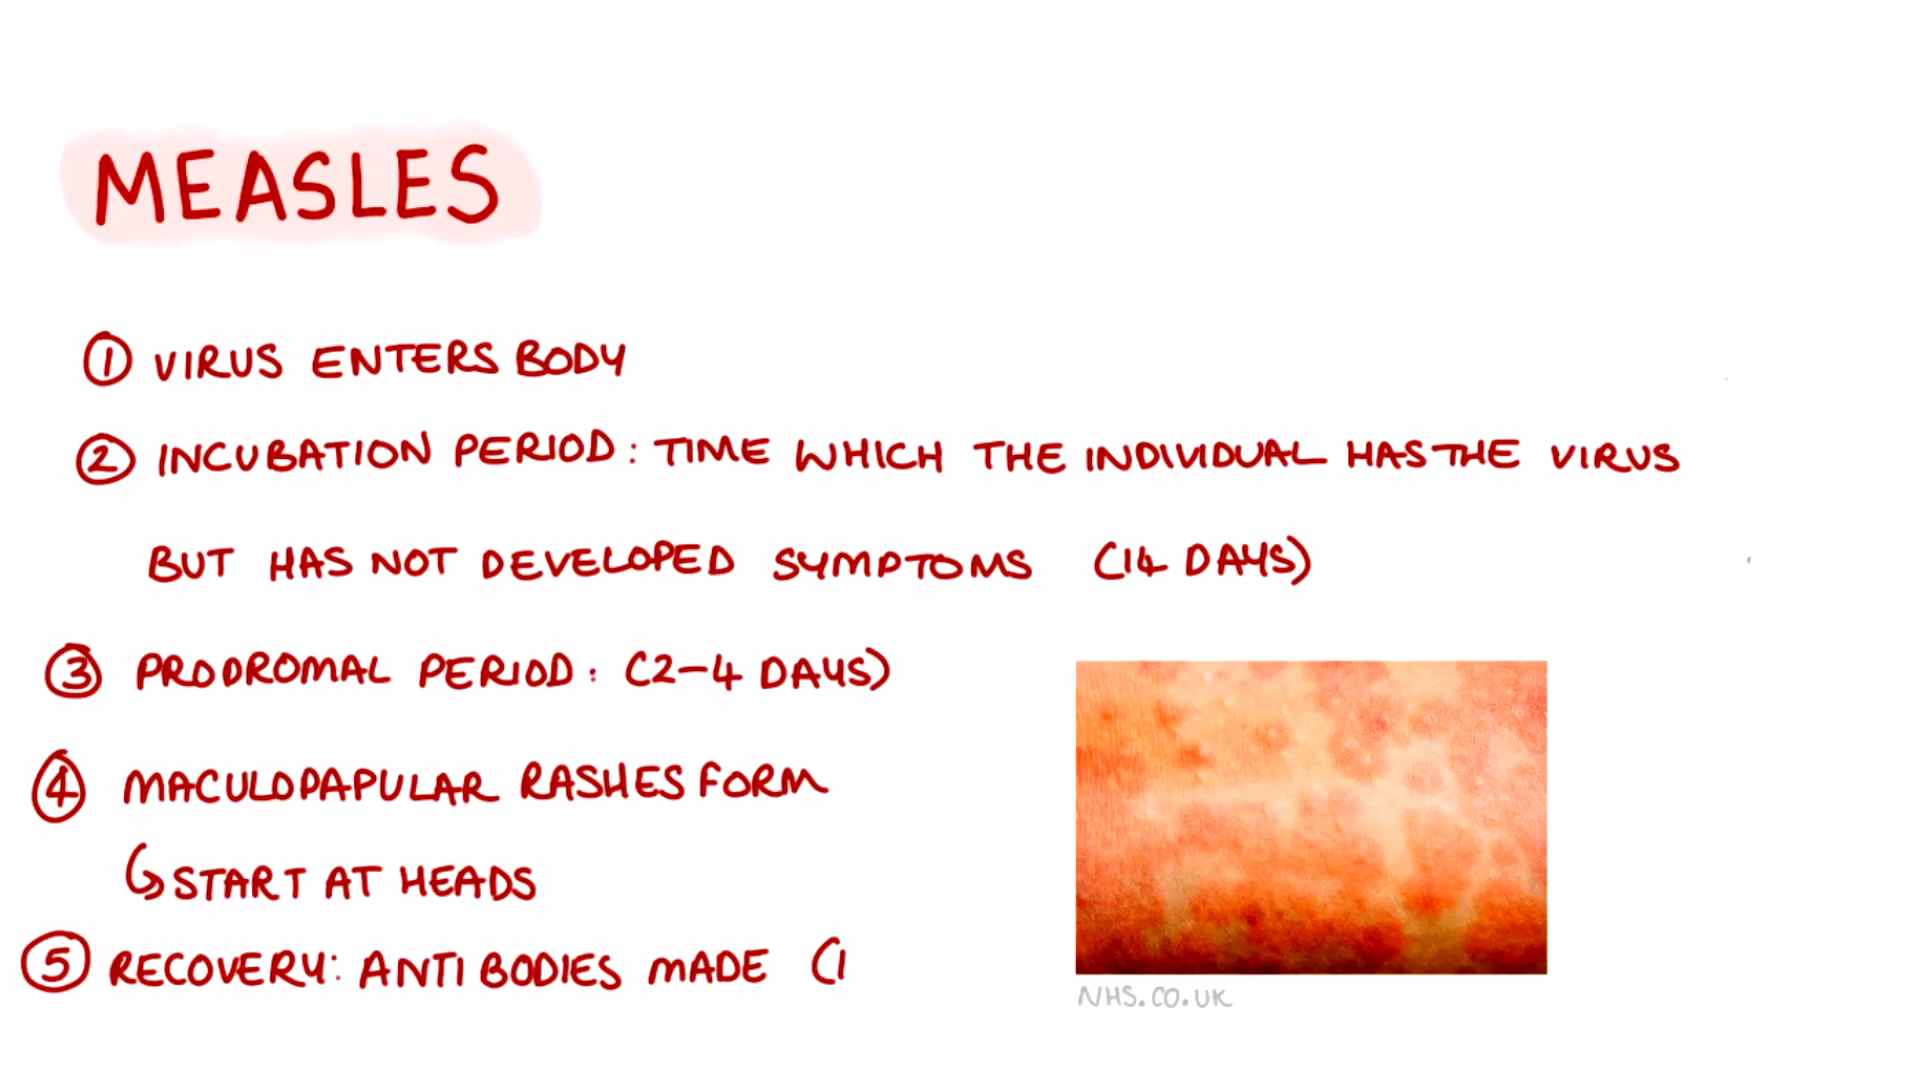 MEASLES
① VIRUS ENTERS BODY
② INCUBATION PERIOD: TIME WHICH THE INDIVIDUAL HAS THE VIRUS
BUT HAS NOT DEVELOPED SYMPTOMS (14 DAYS)
③ PRODROMAL PERIOD: (2-4 DAYS)
④ MACULOPAPULAR RASHES FORM
↳ START AT HEADS
⑤ RECOVERY: ANTIBODIES MADE (1
NHS.CO.UK